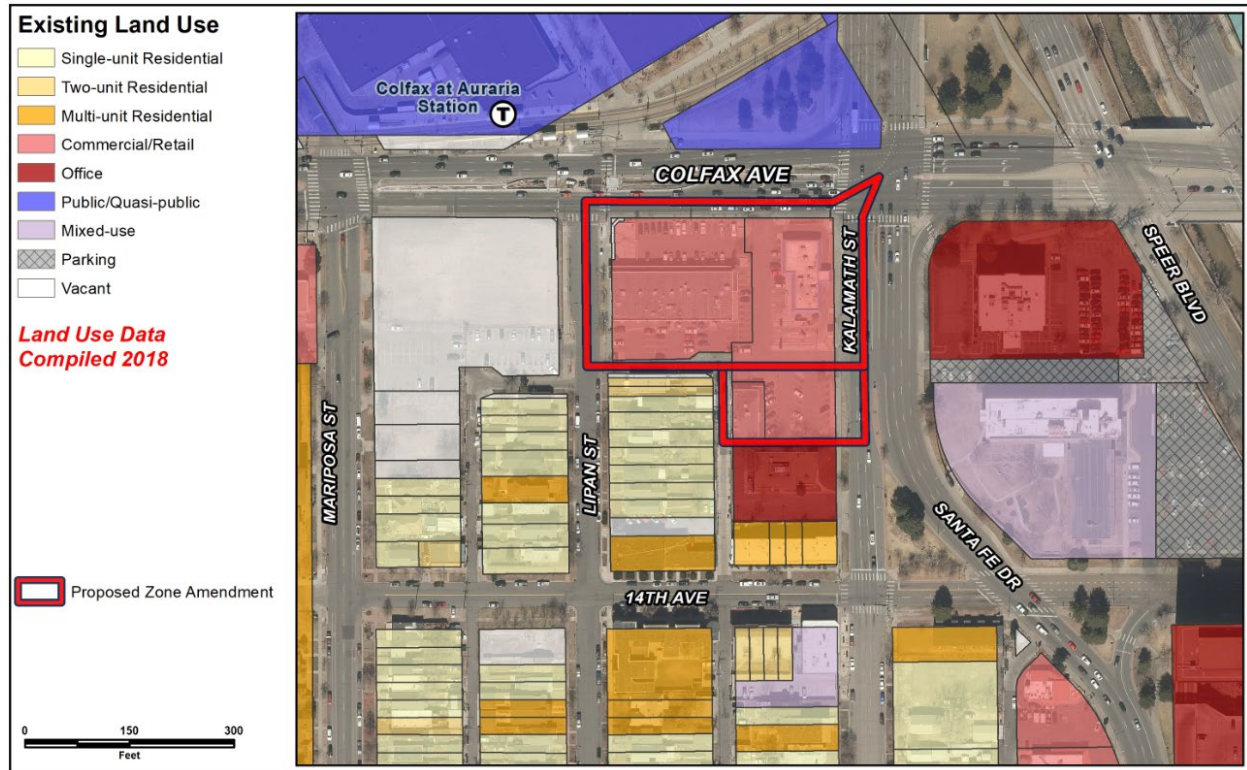 Existing Land Use
Single-unit Residential
Two-unit Residential
Multi-unit Residential
Commercial/Retail
Office
Public/Quasi-public
Mixed-use
Parking
Vacant
Land Use Data
Compiled 2018
Proposed Zone Amendment
0 150 300
Feet
Colfax at Auraria
Station
T
COLFAX AVE
KALAMATH ST
SPEER BLVD
MARIPOSA ST
LIPAN ST
SANTA FE DR
14TH AVE